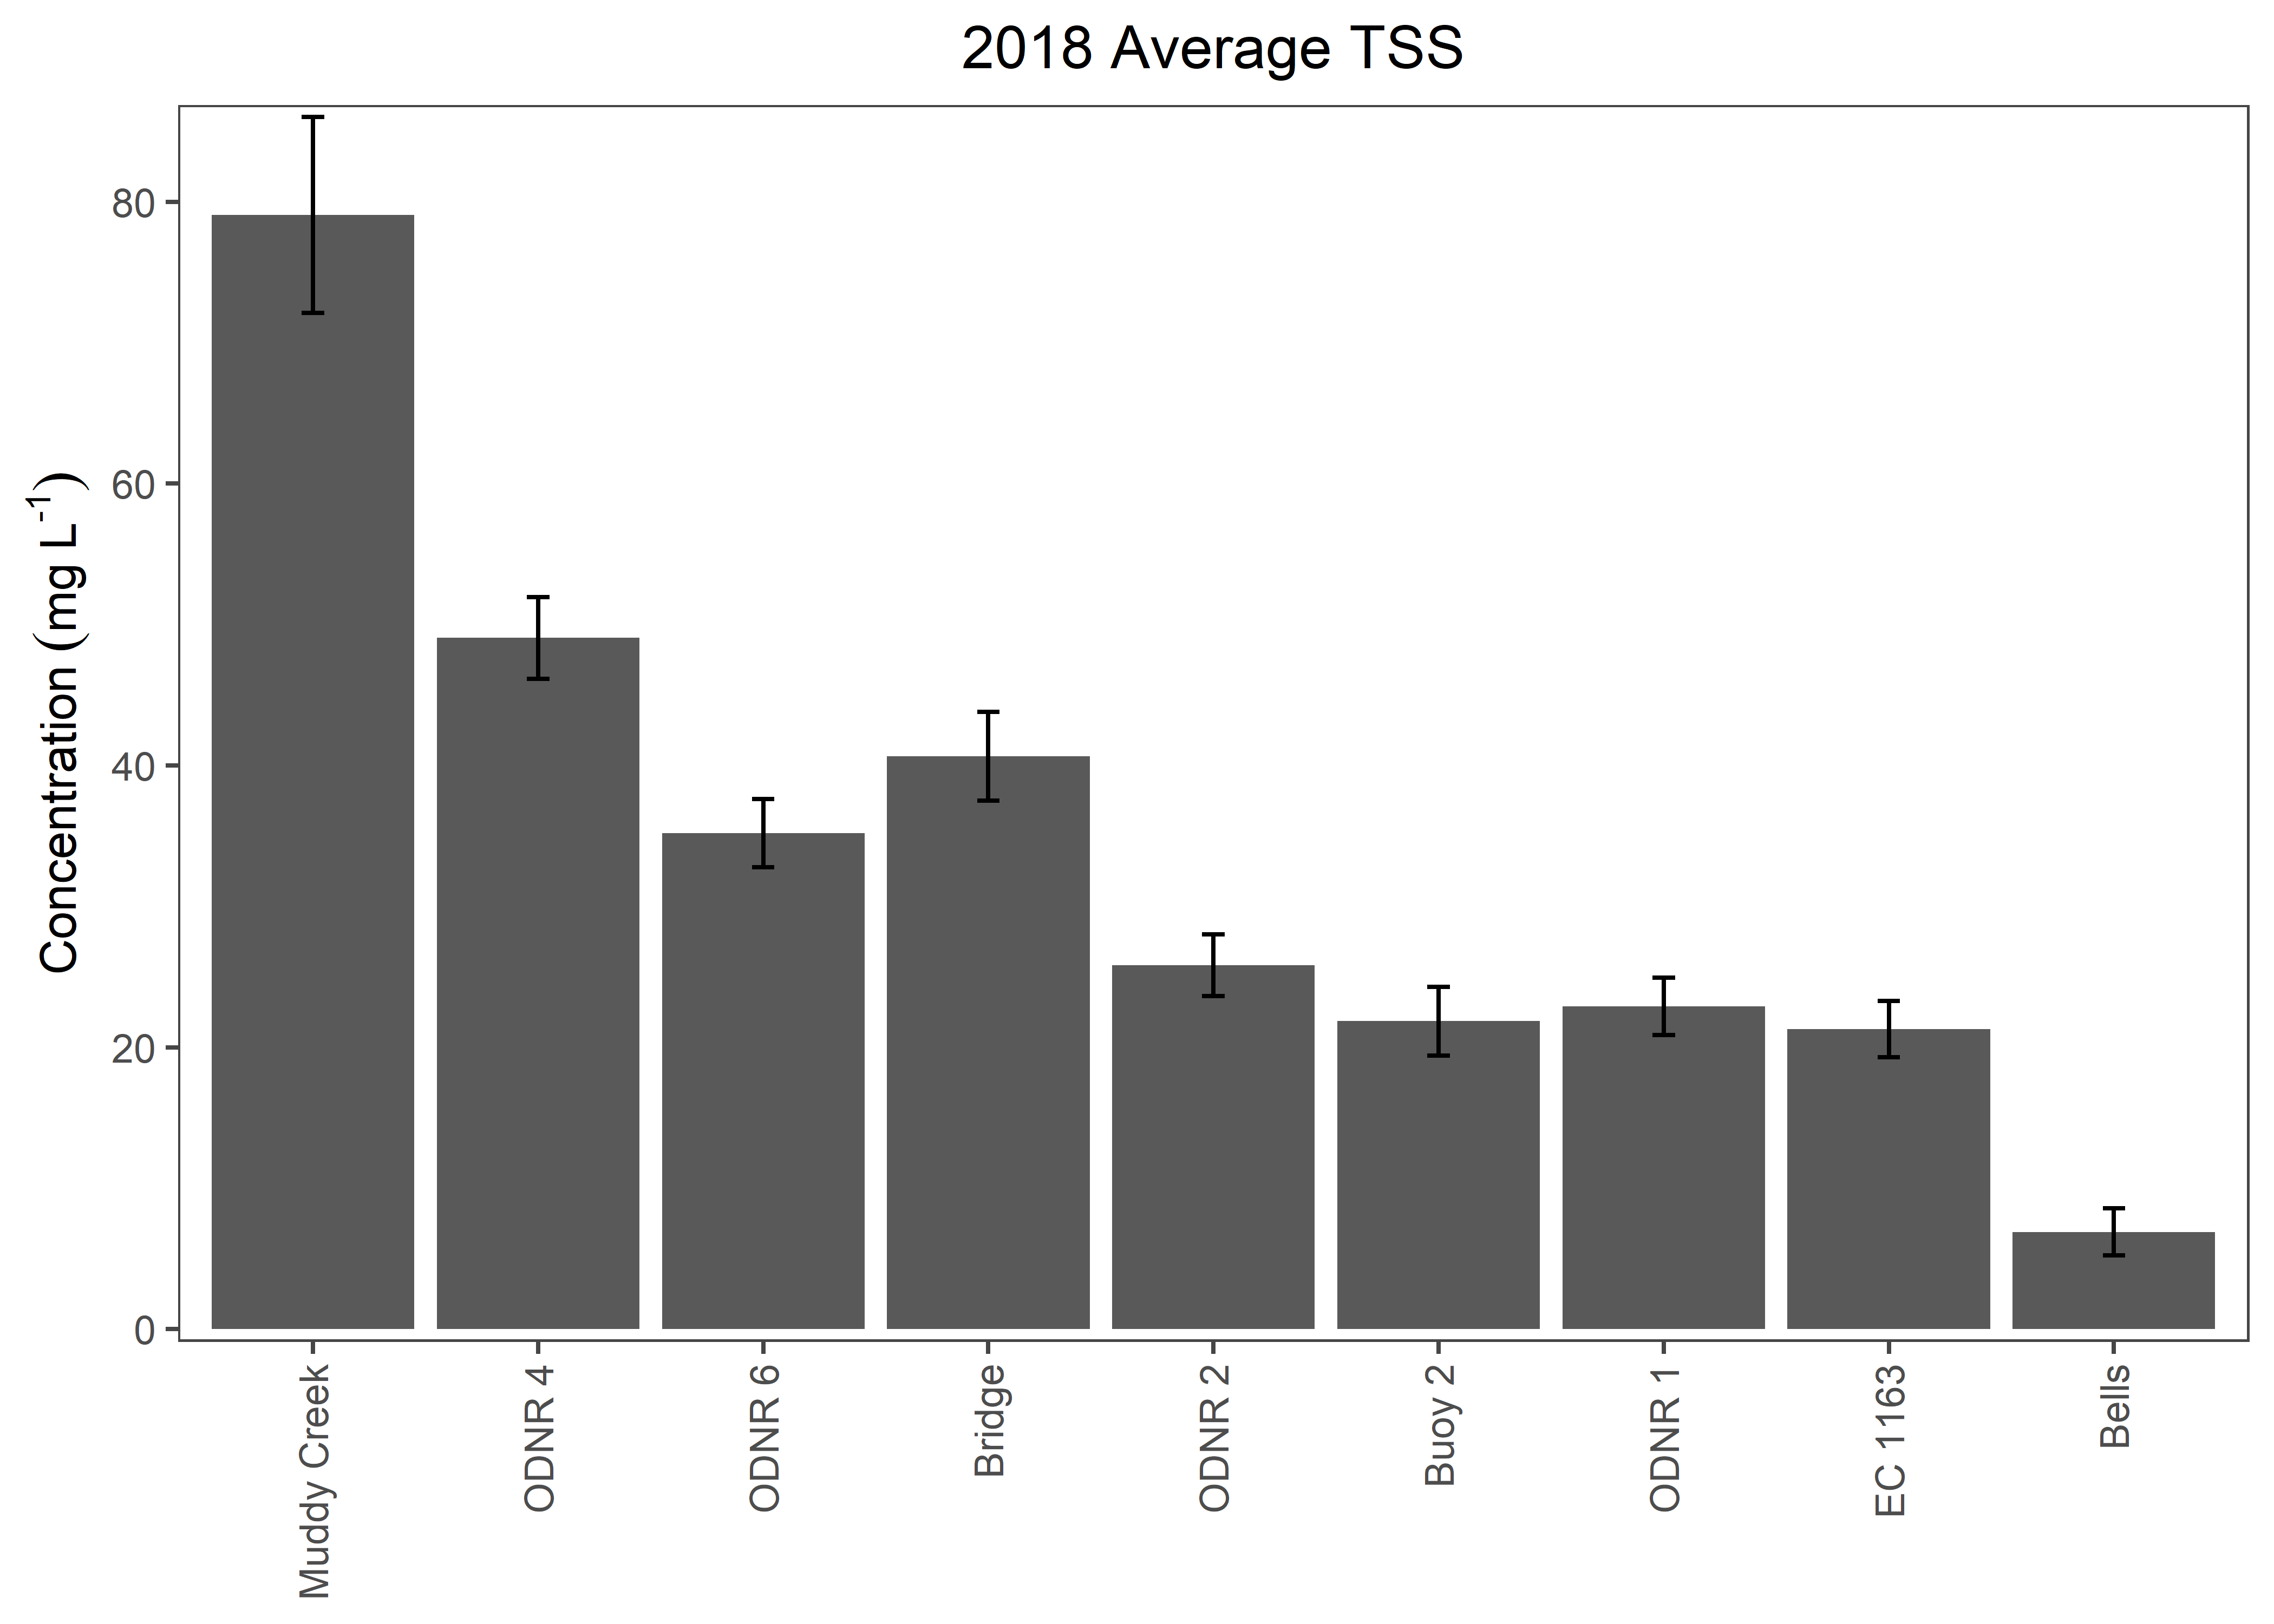 2018 Average TSS
Concentration (mg L⁻¹)
80
60
40
20
0
Muddy Creek
ODNR 4
ODNR 6
Bridge
ODNR 2
Buoy 2
ODNR 1
EC 1163
Bells